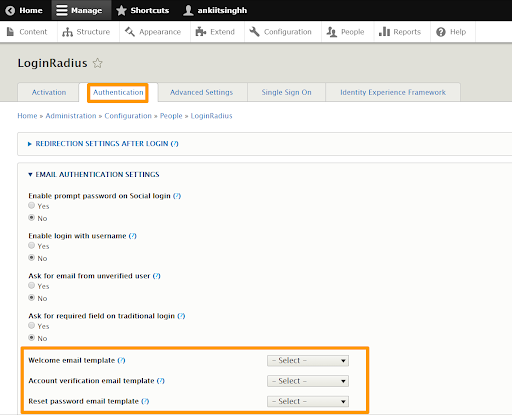 Home Manage Shortcuts ankiitsinghh
Content Structure Appearance Extend Configuration People Reports Help
LoginRadius
Activation Authentication Advanced Settings Single Sign On Identity Experience Framework
Home » Administration » Configuration » People » LoginRadius
REDIRECTION SETTINGS AFTER LOGIN (?)
EMAIL AUTHENTICATION SETTINGS
Enable prompt password on Social login (?)
Yes
No
Enable login with username (?)
Yes
No
Ask for email from unverified user (?)
Yes
No
Ask for required field on traditional login (?)
Yes
No
Welcome email template (?) - Select -
Account verification email template (?) - Select -
Reset password email template (?) - Select -